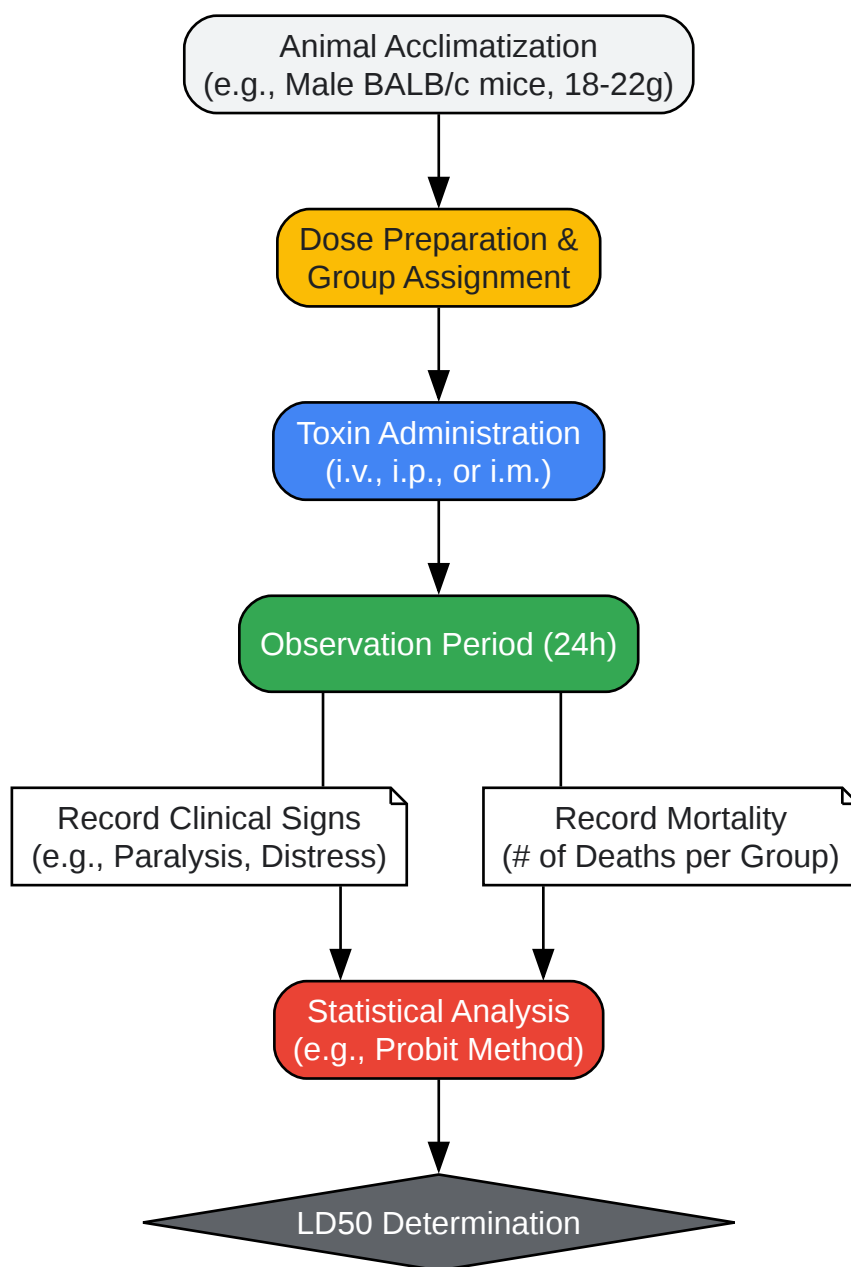 Animal Acclimatization
(e.g., Male BALB/c mice, 18-22g)
Dose Preparation &
Group Assignment
Toxin Administration
(i.v., i.p., or i.m.)
Observation Period (24h)
Record Clinical Signs
(e.g., Paralysis, Distress)
Record Mortality
(# of Deaths per Group)
Statistical Analysis
(e.g., Probit Method)
LD50 Determination